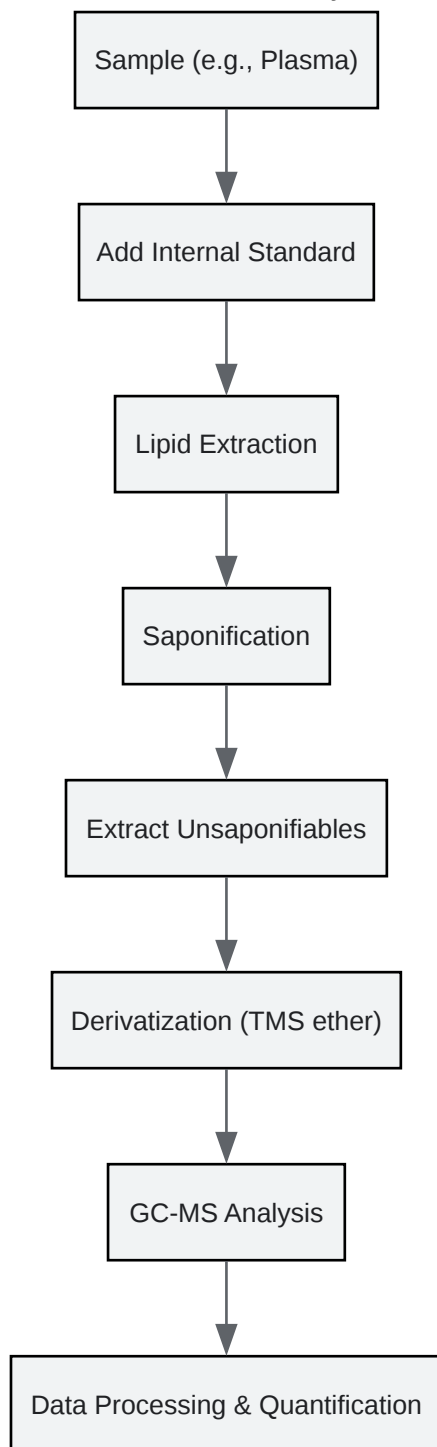 Sample (e.g., Plasma)
Add Internal Standard
Lipid Extraction
Saponification
Extract Unsaponifiables
Derivatization (TMS ether)
GC-MS Analysis
Data Processing & Quantification